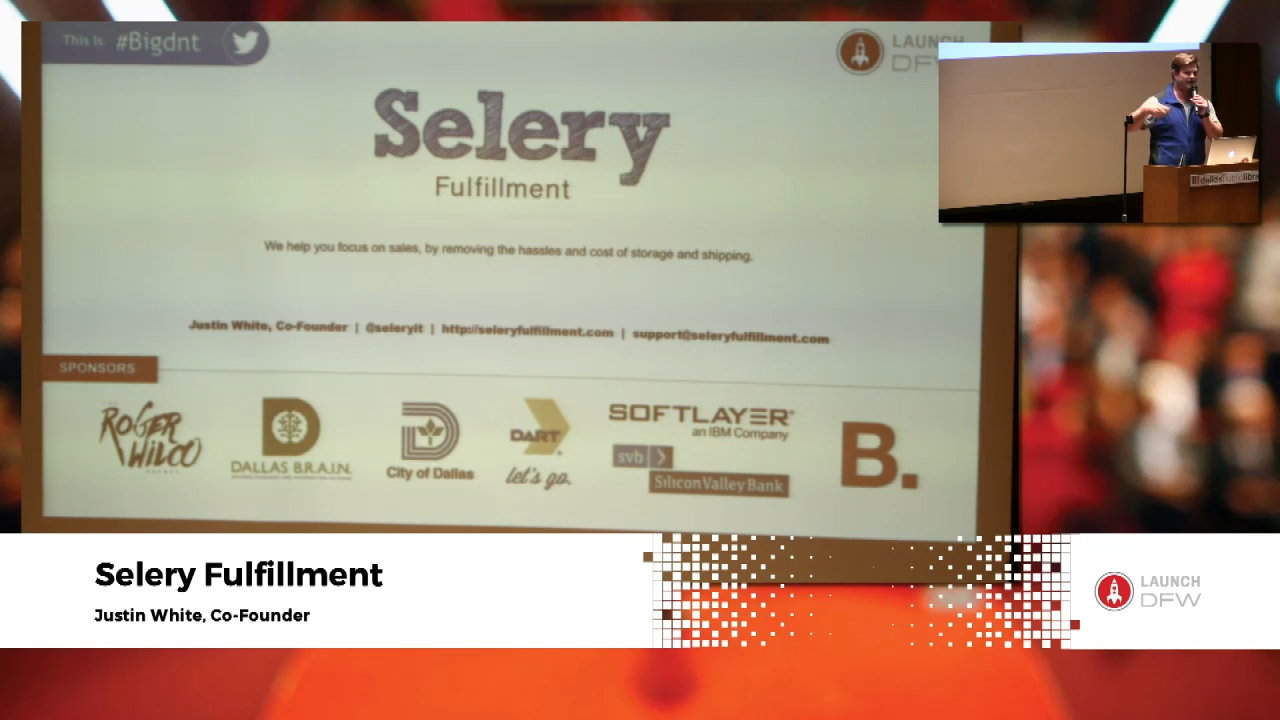 This is #Bigdnt
LAUNCH
DFW
Selery
Fulfillment
We help you focus on sales, by removing the hassles and cost of storage and shipping.
Justin White, Co-Founder | @seleryit | http://seleryfulfillment.com | support@seleryfulfillment.com
SPONSORS
ROGER
WILCO
DALLAS B.R.A.I.N.
City of Dallas
DART
let's go.
SOFTLAYER
an IBM Company
svb
Silicon Valley Bank
B.
Selery Fulfillment
Justin White, Co-Founder
LAUNCH
DFW